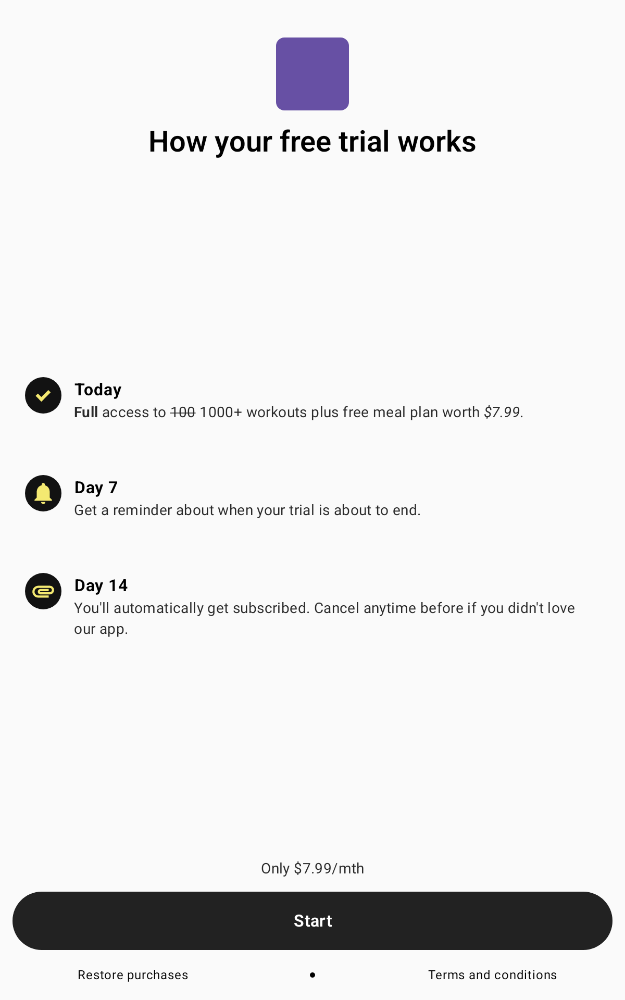 How your free trial works
Today
Full access to 100 1000+ workouts plus free meal plan worth $7.99.
Day 7
Get a reminder about when your trial is about to end.
Day 14
You'll automatically get subscribed. Cancel anytime before if you didn't love
our app.
Only $7.99/mth
Start
Restore purchases
Terms and conditions